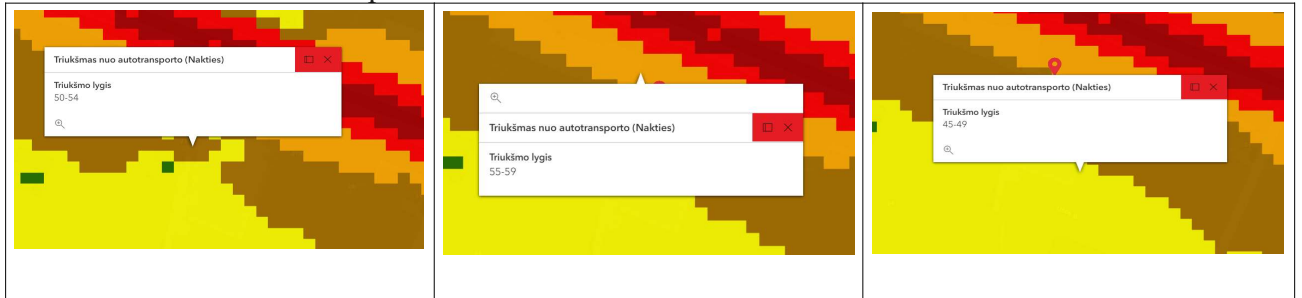 Triukšmas nuo autotransporto (Nakties)
Triukšmo lygis
50-54
Triukšmas nuo autotransporto (Nakties)
Triukšmo lygis
55-59
Triukšmas nuo autotransporto (Nakties)
Triukšmo lygis
45-49